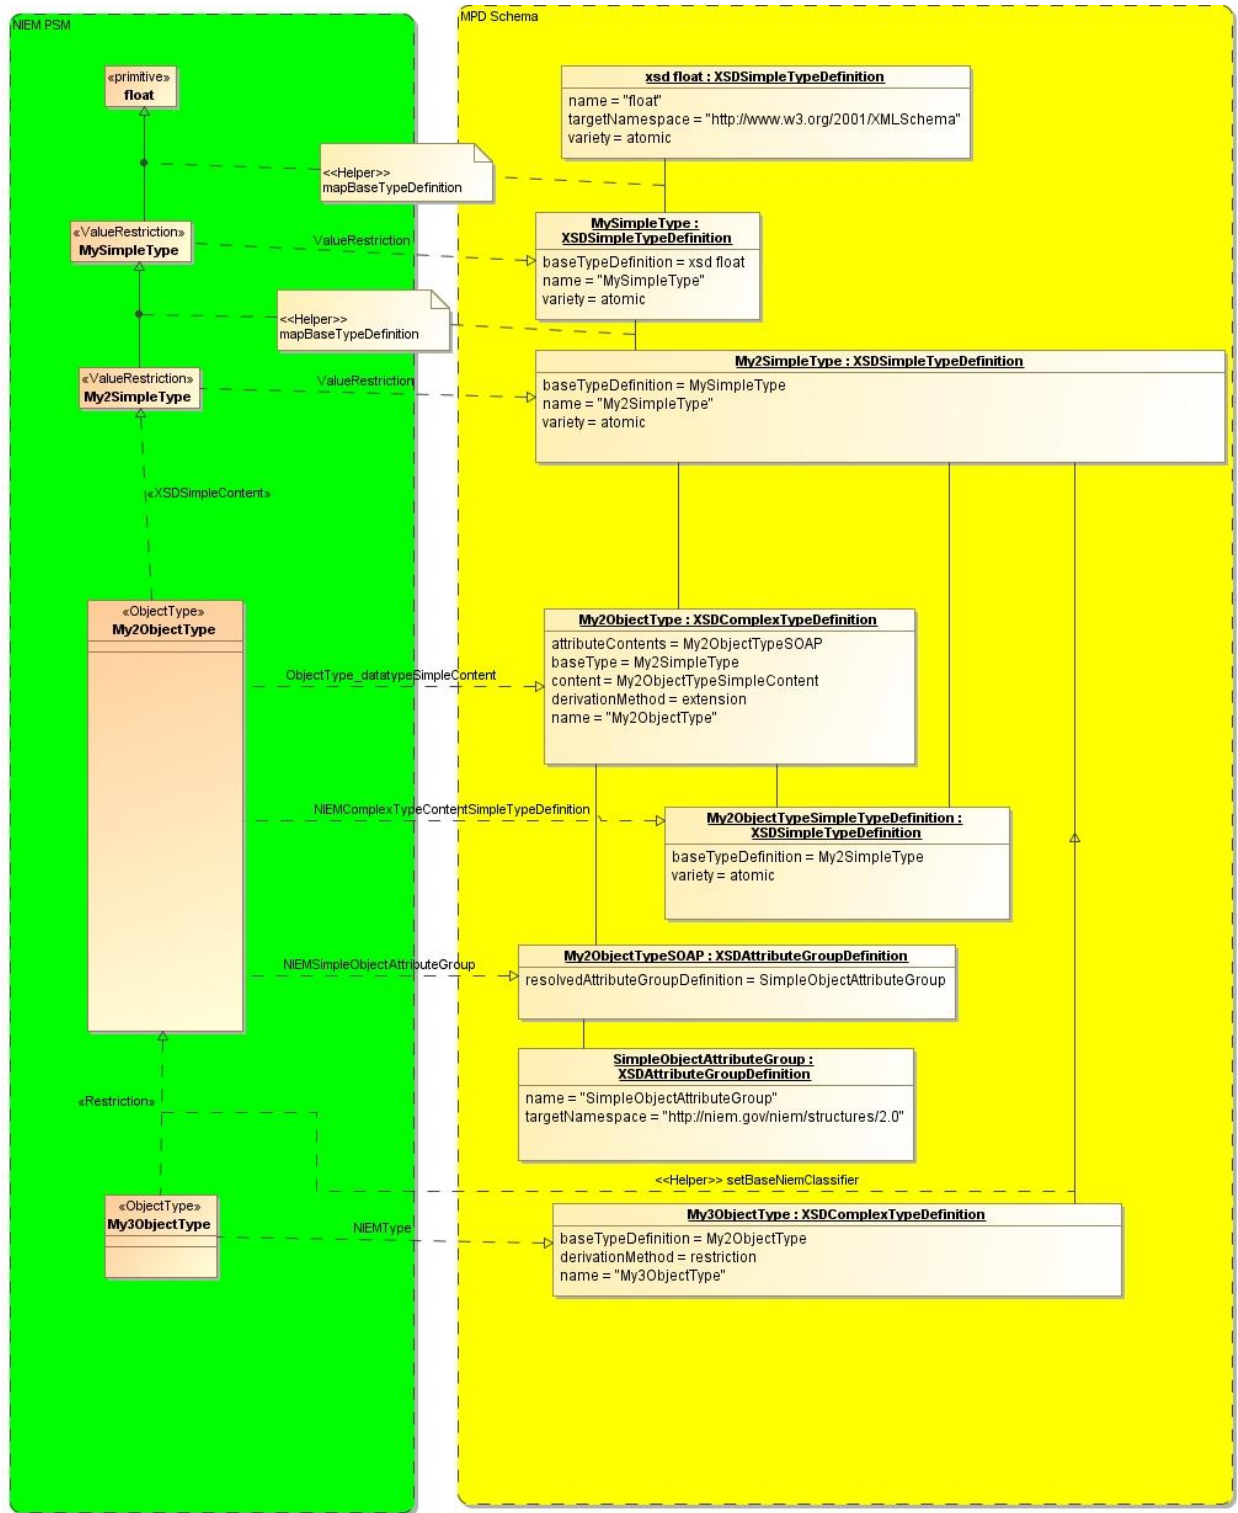 NIEM PSM
MPD Schema
«primitive»
float
xsd float : XSDSimpleTypeDefinition
name = "float"
targetNamespace = "http://www.w3.org/2001/XMLSchema"
variety = atomic
<<Helper>>
mapBaseTypeDefinition
«ValueRestriction»
MySimpleType
ValueRestriction
MySimpleType :
XSDSimpleTypeDefinition
baseTypeDefinition = xsd float
name = "MySimpleType"
variety = atomic
<<Helper>>
mapBaseTypeDefinition
«ValueRestriction»
My2SimpleType
ValueRestriction
My2SimpleType : XSDSimpleTypeDefinition
baseTypeDefinition = MySimpleType
name = "My2SimpleType"
variety = atomic
«XSDSimpleContent»
«ObjectType»
My2ObjectType
ObjectType_datatypeSimpleContent
My2ObjectType : XSDComplexTypeDefinition
attributeContents = My2ObjectTypeSOAP
baseType = My2SimpleType
content = My2ObjectTypeSimpleContent
derivationMethod = extension
name = "My2ObjectType"
NIEMComplexTypeContentSimpleTypeDefinition
My2ObjectTypeSimpleTypeDefinition :
XSDSimpleTypeDefinition
baseTypeDefinition = My2SimpleType
variety = atomic
NIEMSimpleObjectAttributeGroup
My2ObjectTypeSOAP : XSDAttributeGroupDefinition
resolvedAttributeGroupDefinition = SimpleObjectAttributeGroup
SimpleObjectAttributeGroup :
XSDAttributeGroupDefinition
name = "SimpleObjectAttributeGroup"
targetNamespace = "http://niem.gov/niem/structures/2.0"
«Restriction»
<<Helper>> setBaseNiemClassifier
«ObjectType»
My3ObjectType
NIEMType
My3ObjectType : XSDComplexTypeDefinition
baseTypeDefinition = My2ObjectType
derivationMethod = restriction
name = "My3ObjectType"